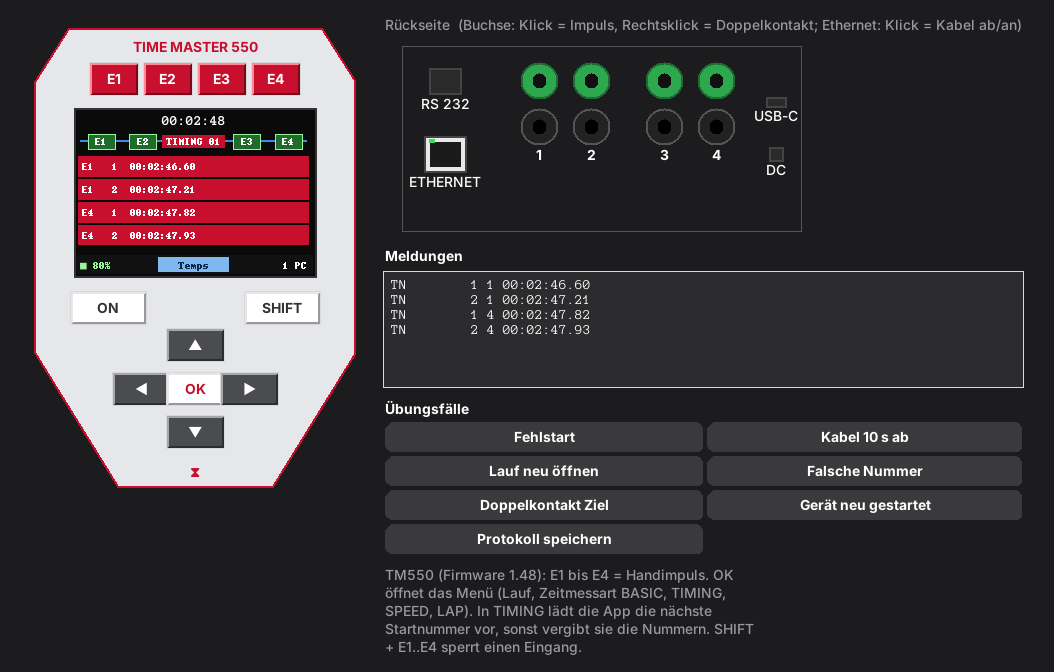 TIME MASTER 550
E1 E2 E3 E4
00:02:48
E1 E2 TIMING 01 E3 E4
E1 1 00:02:46.60
E1 2 00:02:47.21
E4 1 00:02:47.82
E4 2 00:02:47.93
80% Temps 1 PC
ON SHIFT
OK
Rückseite (Buchse: Klick = Impuls, Rechtsklick = Doppelkontakt; Ethernet: Klick = Kabel ab/an)
RS 232
ETHERNET
1 2 3 4
USB-C
DC
Meldungen
TN 1 1 00:02:46.60
TN 2 1 00:02:47.21
TN 1 4 00:02:47.82
TN 2 4 00:02:47.93
Übungsfälle
Fehlstart Kabel 10 s ab
Lauf neu öffnen Falsche Nummer
Doppelkontakt Ziel Gerät neu gestartet
Protokoll speichern
TM550 (Firmware 1.48): E1 bis E4 = Handimpuls. OK
öffnet das Menü (Lauf, Zeitmessart BASIC, TIMING,
SPEED, LAP). In TIMING lädt die App die nächste
Startnummer vor, sonst vergibt sie die Nummern. SHIFT
+ E1..E4 sperrt einen Eingang.